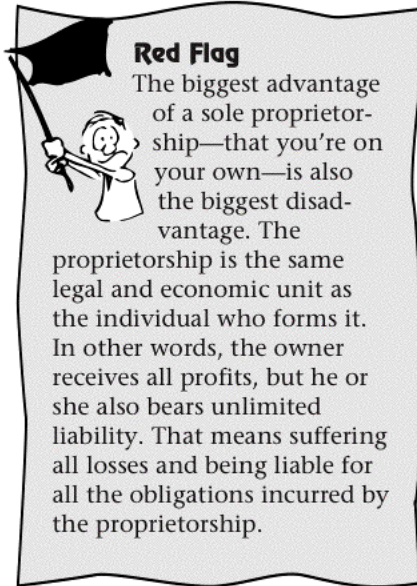 Red Flag
The biggest advantage
of a sole proprietor-
ship—that you're on
your own—is also
the biggest disad-
vantage. The
proprietorship is the same
legal and economic unit as
the individual who forms it.
In other words, the owner
receives all profits, but he or
she also bears unlimited
liability. That means suffering
all losses and being liable for
all the obligations incurred by
the proprietorship.